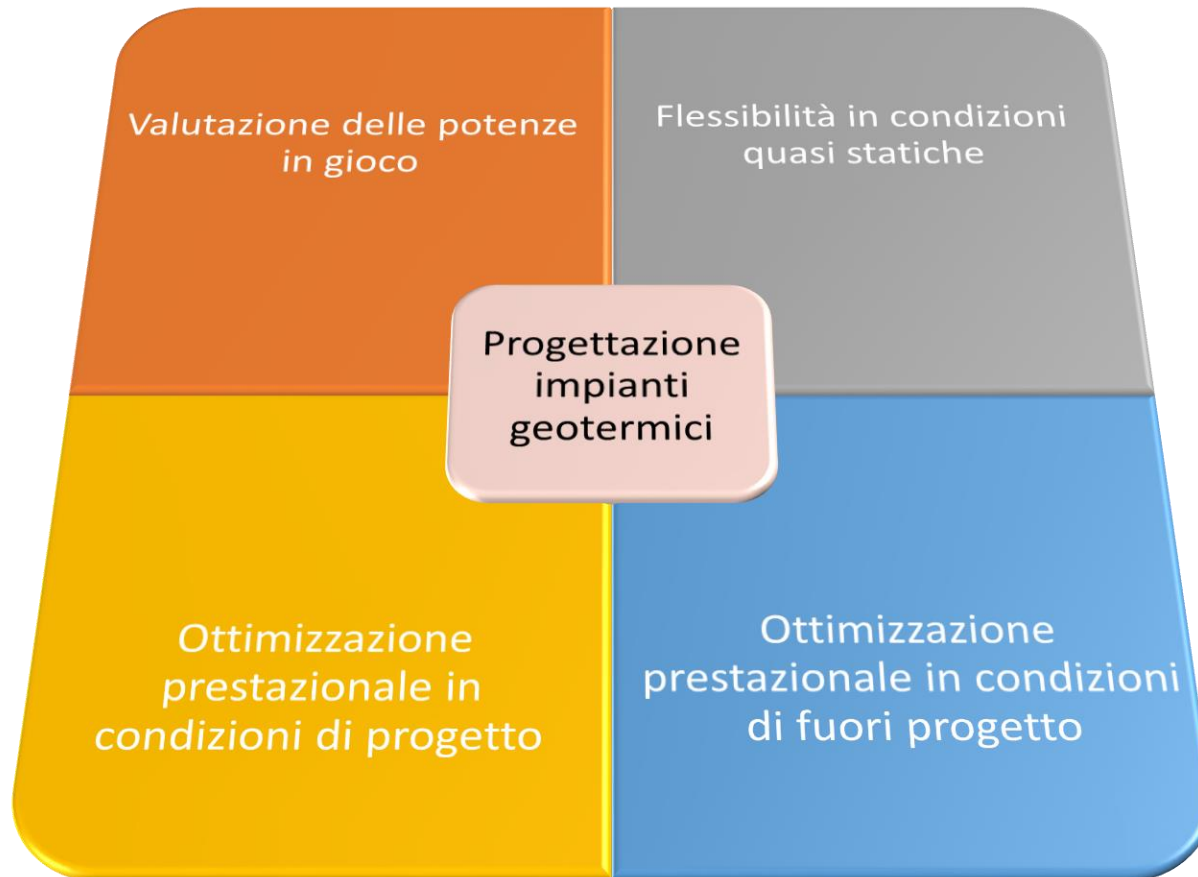 Valutazione delle potenze
in gioco
Flessibilità in condizioni
quasi statiche
Progettazione
impianti
geotermici
Ottimizzazione
prestazionale in
condizioni di progetto
Ottimizzazione
prestazionale in condizioni
di fuori progetto